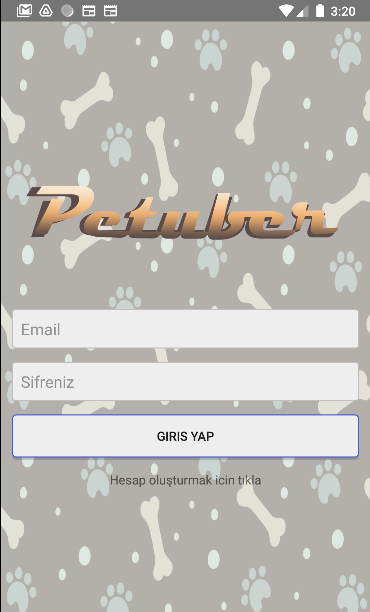 3:20
Petuber
Email
Sifreniz
GIRIS YAP
Hesap oluşturmak icin tıkla